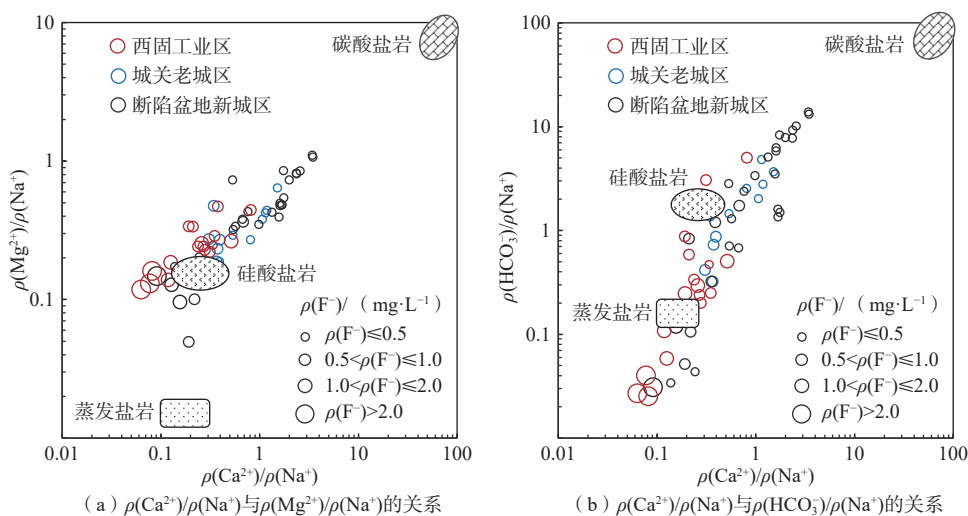 10
碳酸盐岩
西固工业区
城关老城区
断陷盆地新城区
1
ρ(Mg²⁺)/ρ(Na⁺)
硅酸盐岩
0.1
ρ(F⁻)/（mg·L⁻¹）
ρ(F⁻)≤0.5
0.5<ρ(F⁻)≤1.0
1.0<ρ(F⁻)≤2.0
ρ(F⁻)>2.0
蒸发盐岩
0.01 0.1 1 10 100
ρ(Ca²⁺)/ρ(Na⁺)
（a）ρ(Ca²⁺)/ρ(Na⁺)与ρ(Mg²⁺)/ρ(Na⁺)的关系
100
碳酸盐岩
西固工业区
城关老城区
断陷盆地新城区
10
硅酸盐岩
ρ(HCO₃⁻)/ρ(Na⁺)
1
蒸发盐岩
0.1
ρ(F⁻)/（mg·L⁻¹）
ρ(F⁻)≤0.5
0.5<ρ(F⁻)≤1.0
1.0<ρ(F⁻)≤2.0
ρ(F⁻)>2.0
0.01 0.1 1 10 100
ρ(Ca²⁺)/ρ(Na⁺)
（b）ρ(Ca²⁺)/ρ(Na⁺)与ρ(HCO₃⁻)/ρ(Na⁺)的关系